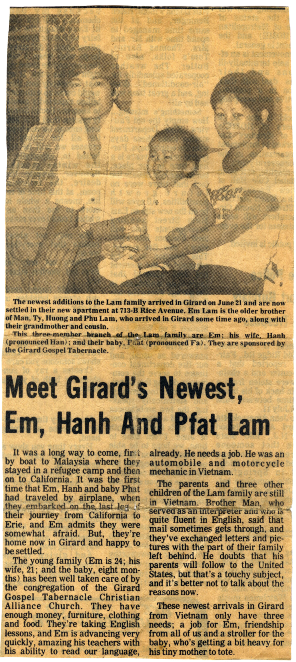 The newest additions to the Lam family arrived in Girard on June 21 and are now
settled in their new apartment at 713-B Rice Avenue. Em Lam is the older brother
of Man, Ty, Huong and Phu Lam, who arrived in Girard some time ago, along with
their grandmother and cousin.
This three-member branch of the Lam family are Em; his wife, Hanh
(pronounced Han); and their baby, Phat (pronounced Fa). They are sponsored by
the Girard Gospel Tabernacle.
Meet Girard's Newest,
Em, Hanh And Pfat Lam
It was a long way to come, first
by boat to Malaysia where they
stayed in a refugee camp and then
on to California. It was the first
time that Em, Hanh and baby Phat
had traveled by airplane, when
they embarked on the last leg of
their journey from California to
Erie, and Em admits they were
somewhat afraid. But, they're
home now in Girard and happy to
be settled.
The young family (Em is 24; his
wife, 21; and the baby, eight mon-
ths) has been well taken care of by
the congregation of the Girard
Gospel Tabernacle Christian
Alliance Church. They have
enough money, furniture, clothing
and food. They're taking English
lessons, and Em is advancing very
quickly, amazing his teachers with
his ability to read our language,
already. He needs a job. He was an
automobile and motorcycle
mechanic in Vietnam.
The parents and three other
children of the Lam family are still
in Vietnam. Brother Man, who
served as an interpreter and who is
quite fluent in English, said that
mail sometimes gets through, and
they've exchanged letters and pic-
tures with the part of their family
left behind. He doubts that his
parents will follow to the United
States, but that's a touchy subject,
and it's better not to talk about the
reasons now.
These newest arrivals in Girard
from Vietnam only have three
needs; a job for Em, friendship
from all of us and a stroller for the
baby, who's getting a bit heavy for
his tiny mother to tote.